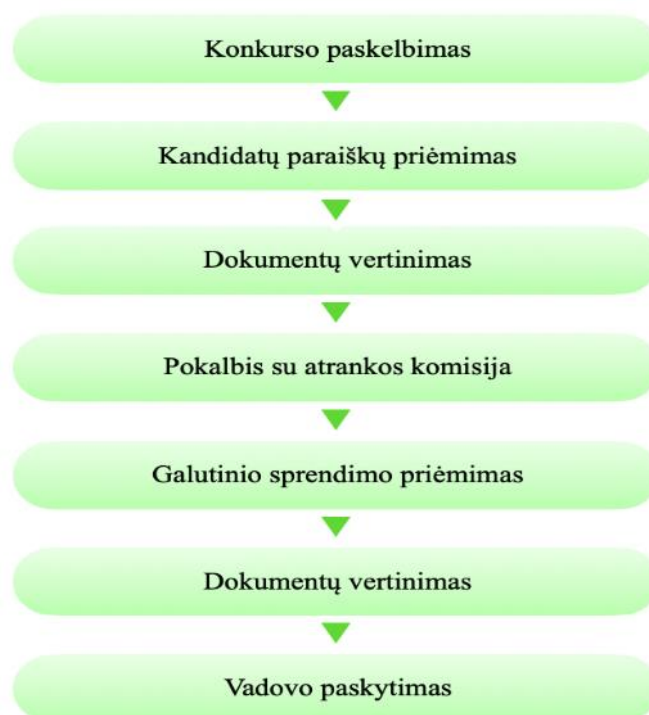 Konkurso paskelbimas
Kandidatų paraiškų priėmimas
Dokumentų vertinimas
Pokalbis su atrankos komisija
Galutinio sprendimo priėmimas
Dokumentų vertinimas
Vadovo paskytimas